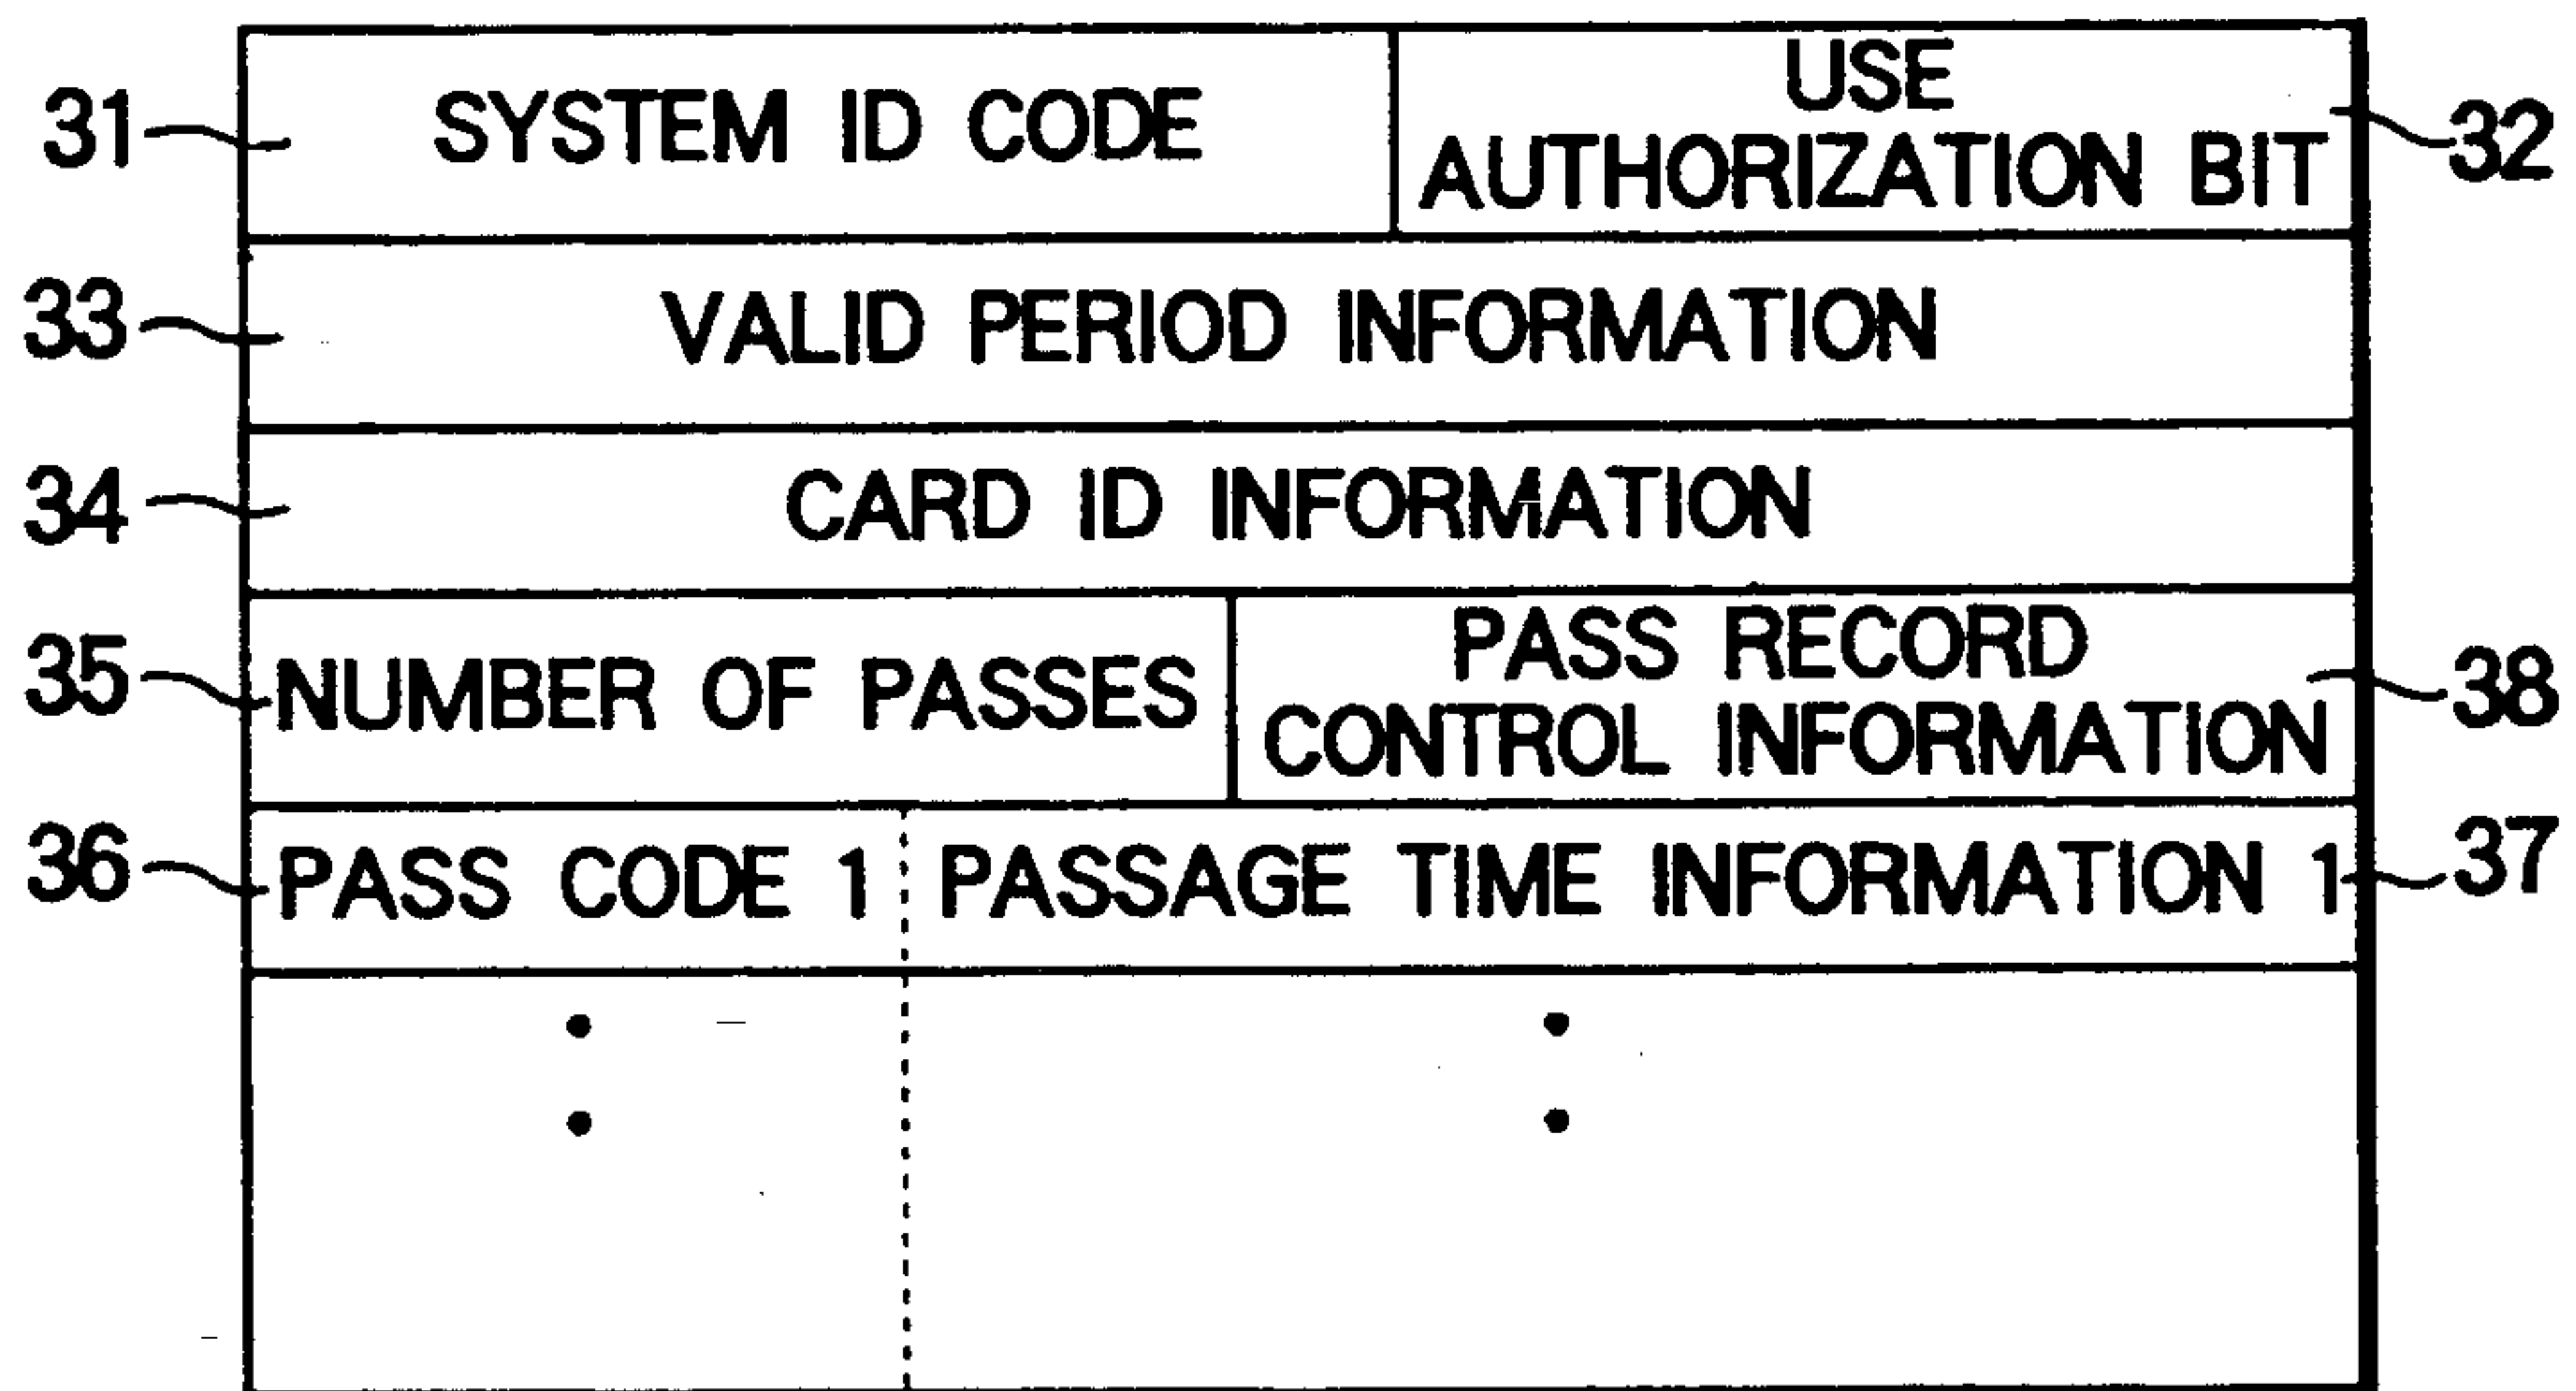 31 SYSTEM ID CODE
USE
AUTHORIZATION BIT 32
33 VALID PERIOD INFORMATION
34 CARD ID INFORMATION
35 NUMBER OF PASSES
PASS RECORD
CONTROL INFORMATION 38
36 PASS CODE 1 PASSAGE TIME INFORMATION 1 37